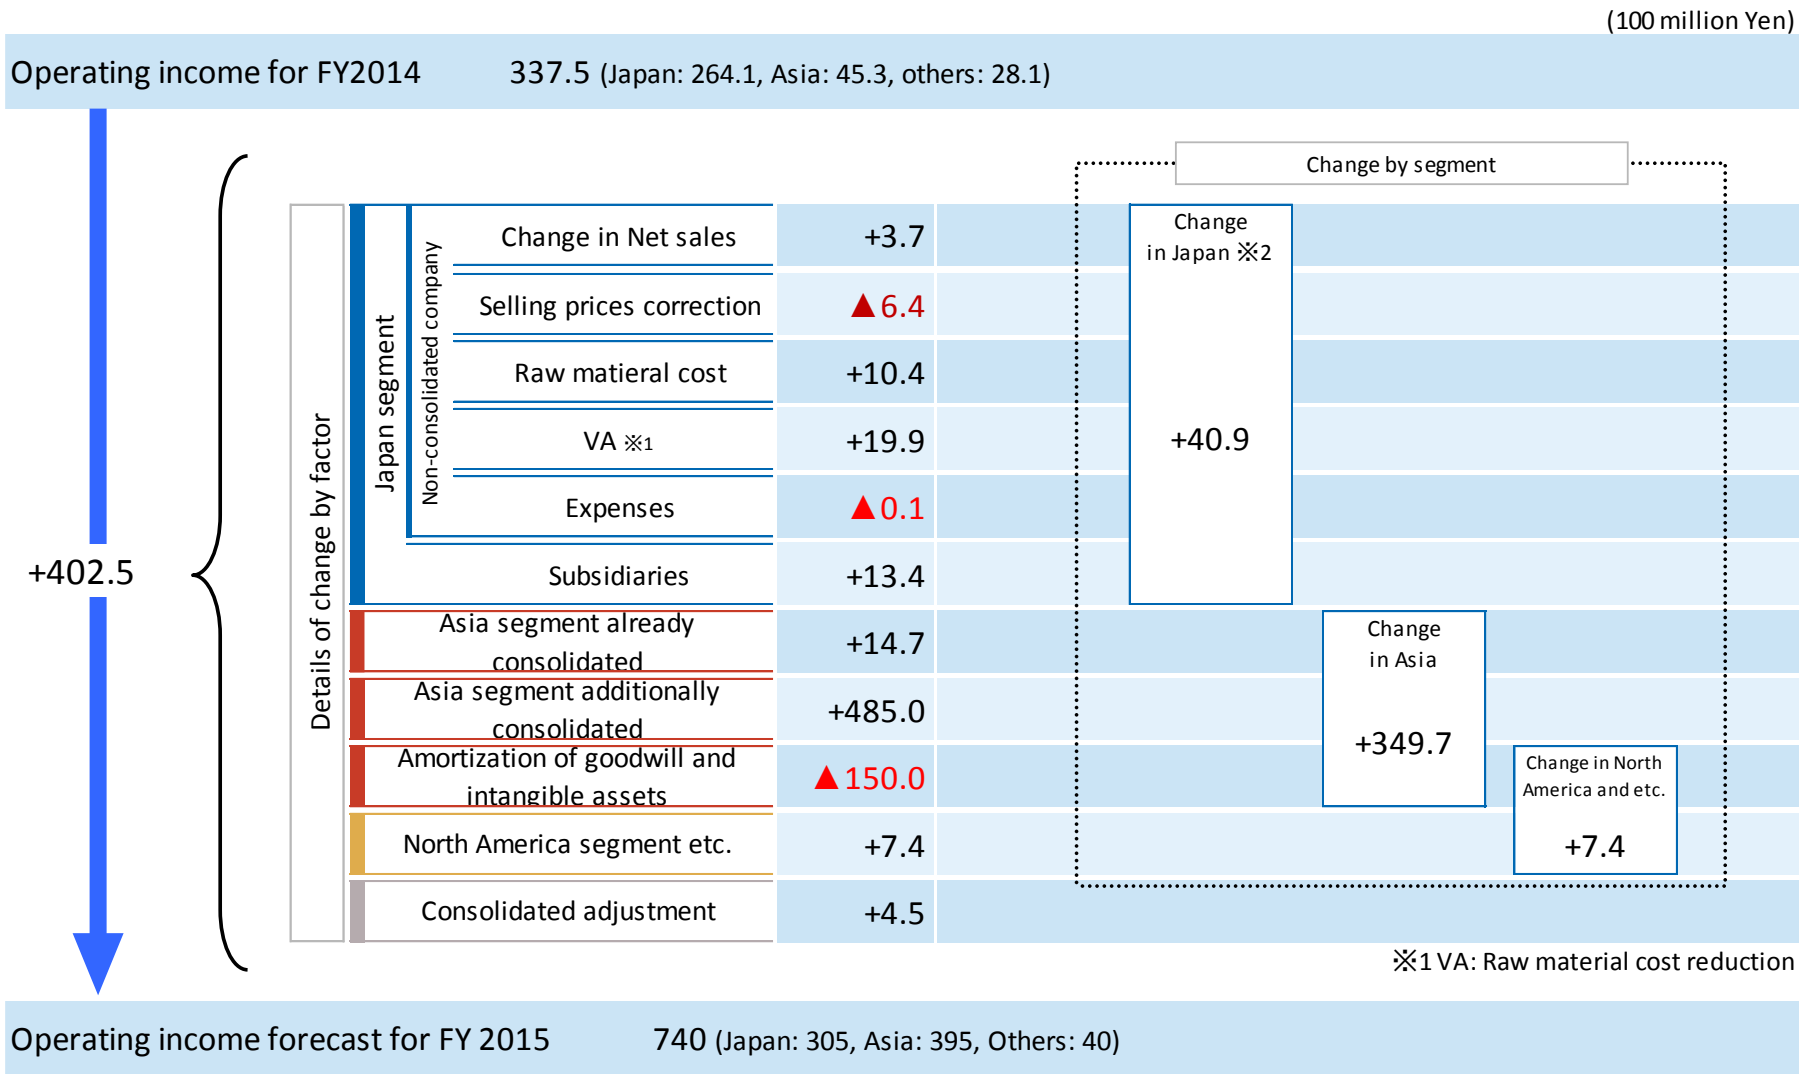 (100 million Yen)
Operating income for FY2014 337.5 (Japan: 264.1, Asia: 45.3, others: 28.1)
Change by segment
Details of change by factor
Japan segment
Non-consolidated company
Change in Net sales +3.7
Selling prices correction ▲6.4
Raw matieral cost +10.4
VA ※1 +19.9
Expenses ▲0.1
Subsidiaries +13.4
Asia segment already
consolidated
+14.7
Asia segment additionally
consolidated
+485.0
Amortization of goodwill and
intangible assets
▲150.0
North America segment etc. +7.4
Consolidated adjustment +4.5
Change
in Japan ※2
+40.9
Change
in Asia
+349.7
Change in North
America and etc.
+7.4
+402.5
※1 VA: Raw material cost reduction
Operating income forecast for FY 2015 740 (Japan: 305, Asia: 395, Others: 40)